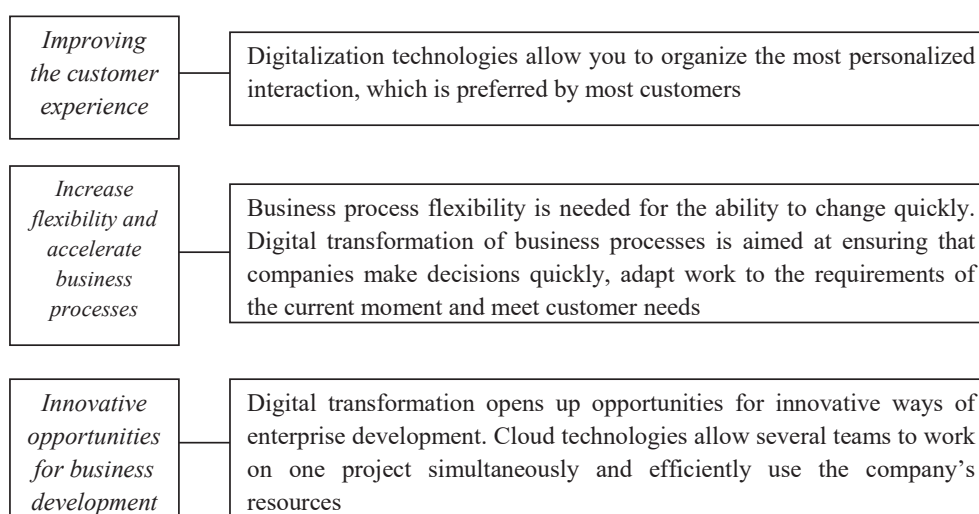 Improving
the customer
experience
Digitalization technologies allow you to organize the most personalized
interaction, which is preferred by most customers
Increase
flexibility and
accelerate
business
processes
Business process flexibility is needed for the ability to change quickly.
Digital transformation of business processes is aimed at ensuring that
companies make decisions quickly, adapt work to the requirements of
the current moment and meet customer needs
Innovative
opportunities
for business
development
Digital transformation opens up opportunities for innovative ways of
enterprise development. Cloud technologies allow several teams to work
on one project simultaneously and efficiently use the company’s
resources